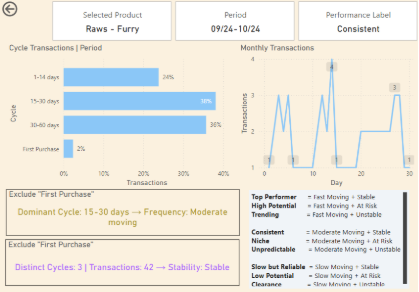 Selected Product
Raws - Furry
Period
09/24-10/24
Performance Label
Consistent
Cycle Transactions | Period
Cycle
1-14 days
24%
15-30 days
38%
30-60 days
36%
First Purchase
2%
0% 10% 20% 30% 40%
Transactions
Monthly Transactions
Transactions
4
3
2
1
1
1
4
3
1
0 10 20 30
Day
Exclude "First Purchase"
Dominant Cycle: 15-30 days → Frequency: Moderate
moving
Exclude "First Purchase"
Distinct Cycles: 3 | Transactions: 42 → Stability: Stable
Top Performer = Fast Moving + Stable
High Potential = Fast Moving + At Risk
Trending = Fast Moving + Unstable
Consistent = Moderate Moving + Stable
Niche = Moderate Moving + At Risk
Unpredictable = Moderate Moving + Unstable
Slow but Reliable = Slow Moving + Stable
Low Potential = Slow Moving + At Risk
Clearance = Slow Moving + Unstable